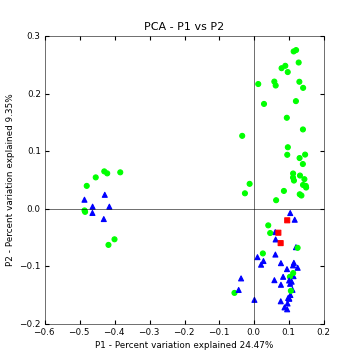 PCA - P1 vs P2
0.3
0.2
0.1
0.0
−0.1
−0.2
P2 - Percent variation explained 9.35%
−0.6 −0.5 −0.4 −0.3 −0.2 −0.1 0.0 0.1 0.2
P1 - Percent variation explained 24.47%